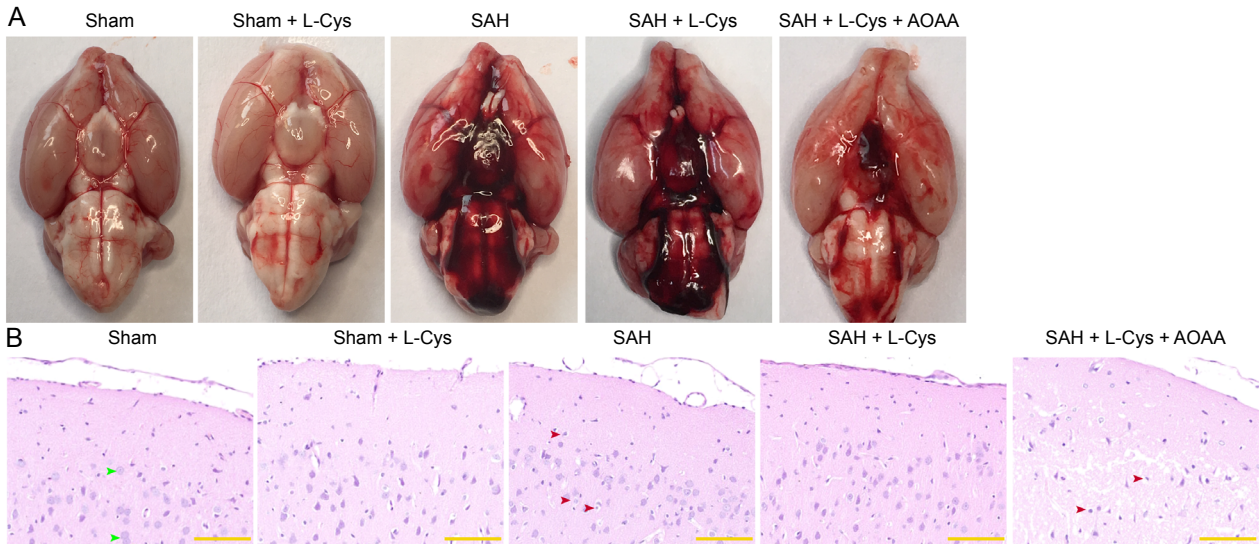 A
Sham
Sham + L-Cys
SAH
SAH + L-Cys
SAH + L-Cys + AOAA
B
Sham
Sham + L-Cys
SAH
SAH + L-Cys
SAH + L-Cys + AOAA